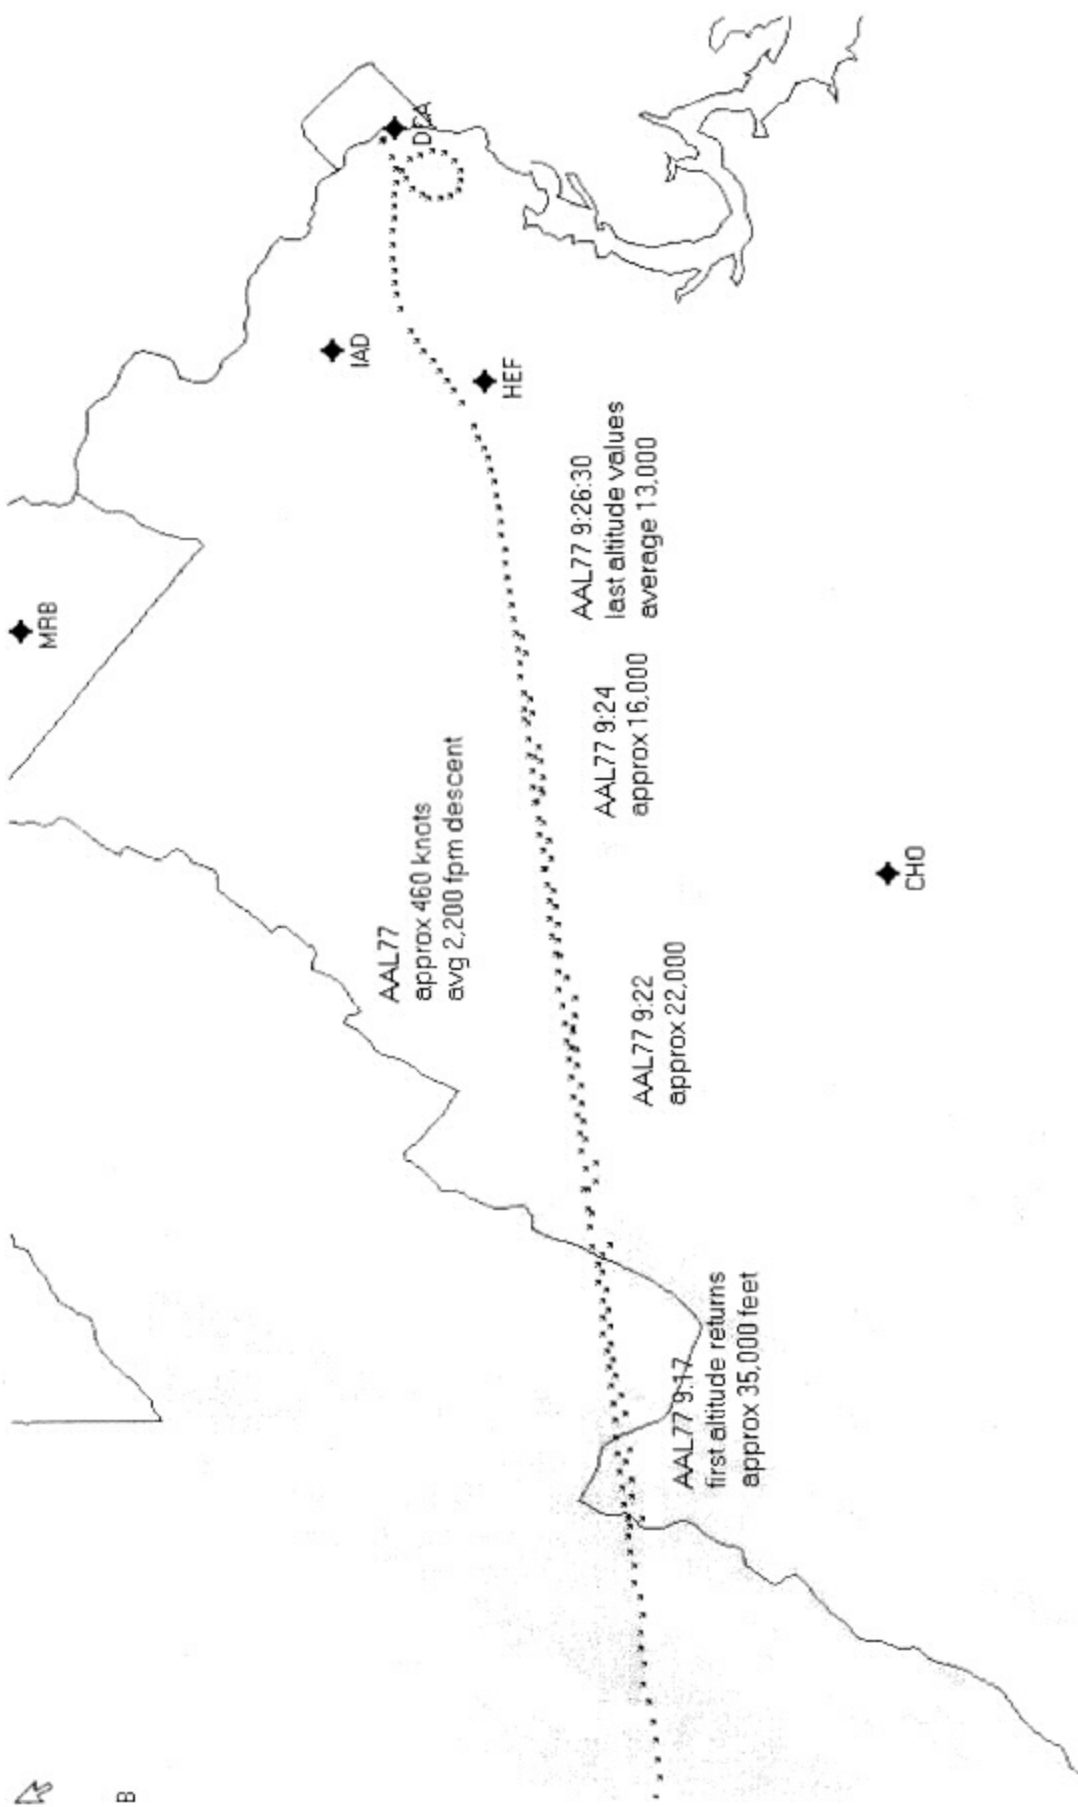 MRB
B
DCA
IAD
HEF
AAL77
approx 460 knots
avg 2,200 fpm descent
AAL77 9:26:30
last altitude values
average 13,000
AAL77 9:24
approx 16,000
AAL77 9:22
approx 22,000
AAL77 9:17
first altitude returns
approx 35,000 feet
CHO